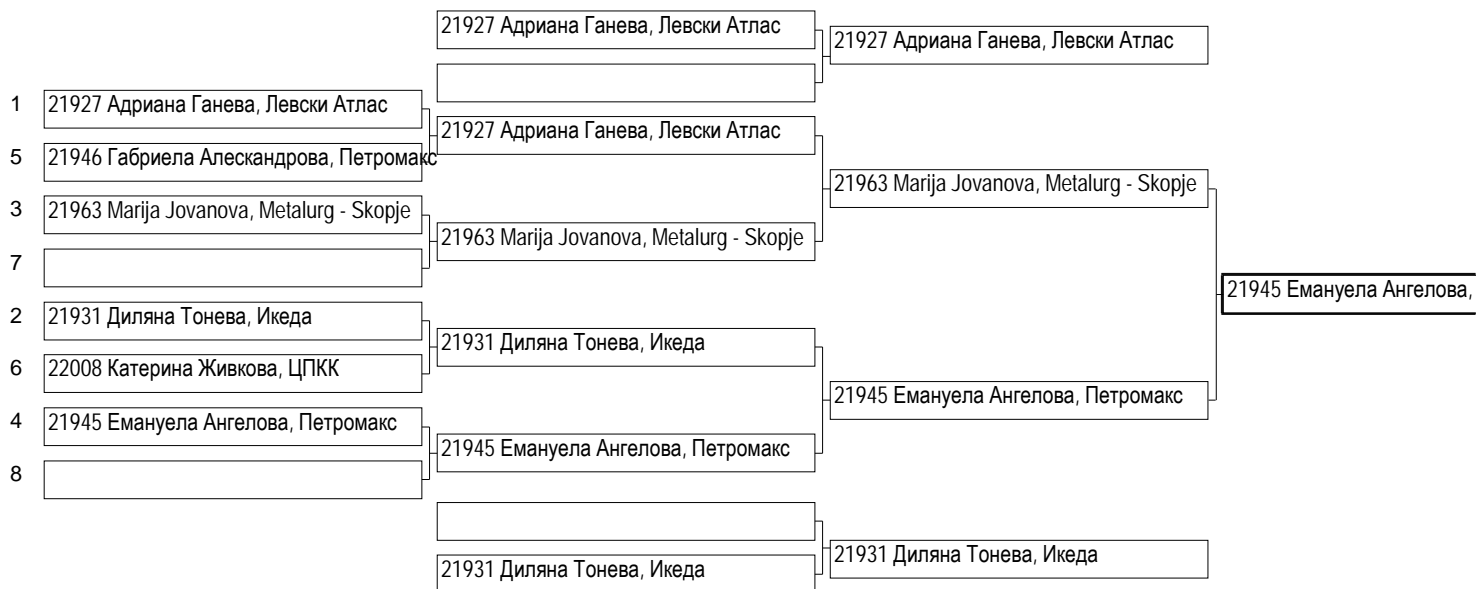 21927 Адриана Ганева, Левски Атлас
21927 Адриана Ганева, Левски Атлас
1 21927 Адриана Ганева, Левски Атлас
21927 Адриана Ганева, Левски Атлас
5 21946 Габриела Алескандрова, Петромакс
21963 Marija Jovanova, Metalurg - Skopje
3 21963 Marija Jovanova, Metalurg - Skopje
21963 Marija Jovanova, Metalurg - Skopje
7
21945 Емануела Ангелова,
2 21931 Диляна Тонева, Икеда
21931 Диляна Тонева, Икеда
6 22008 Катерина Живкова, ЦПКК
21945 Емануела Ангелова, Петромакс
4 21945 Емануела Ангелова, Петромакс
21945 Емануела Ангелова, Петромакс
8
21931 Диляна Тонева, Икеда
21931 Диляна Тонева, Икеда